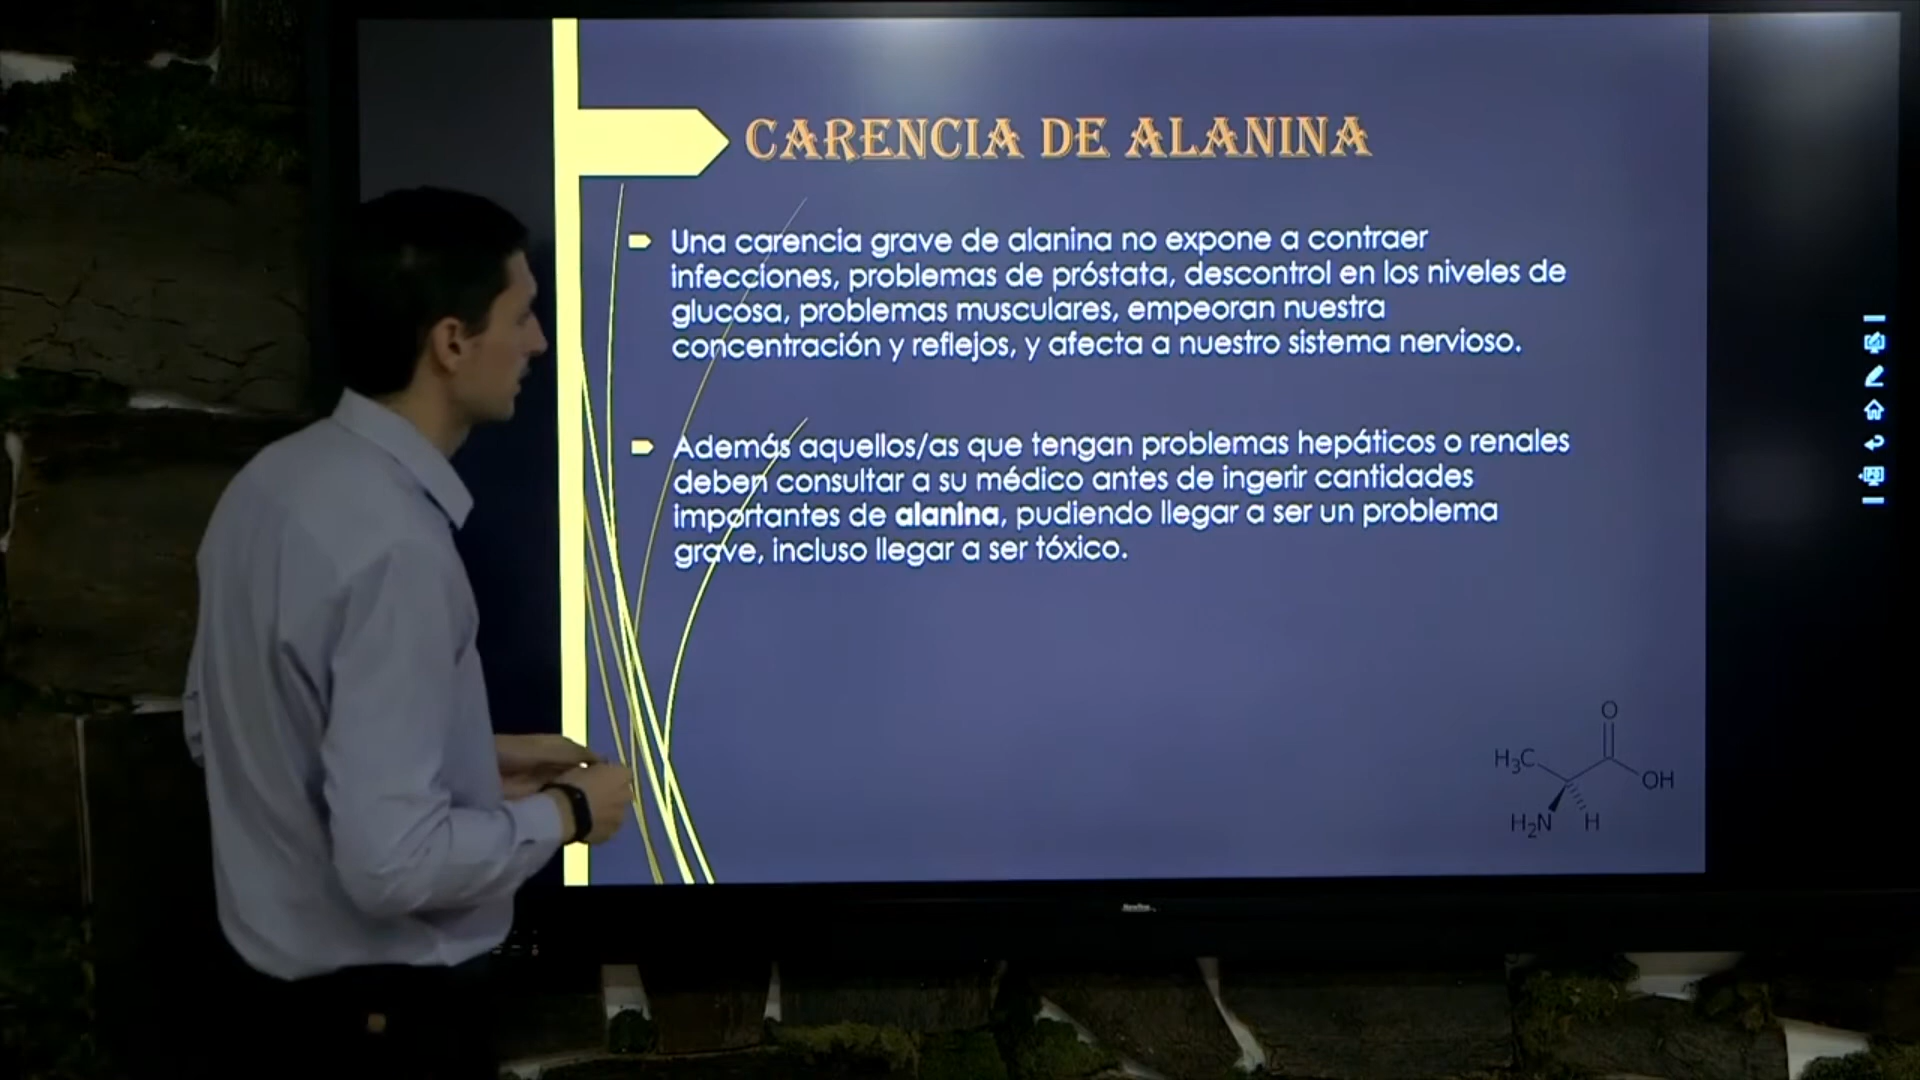 CARENCIA DE ALANINA
Una carencia grave de alanina no expone a contraer
infecciones, problemas de próstata, descontrol en los niveles de
glucosa, problemas musculares, empeoran nuestra
concentración y reflejos, y afecta a nuestro sistema nervioso.
Además aquellos/as que tengan problemas hepáticos o renales
deben consultar a su médico antes de ingerir cantidades
importantes de alanina, pudiendo llegar a ser un problema
grave, incluso llegar a ser tóxico.
O
H₃C
OH
H₂N H